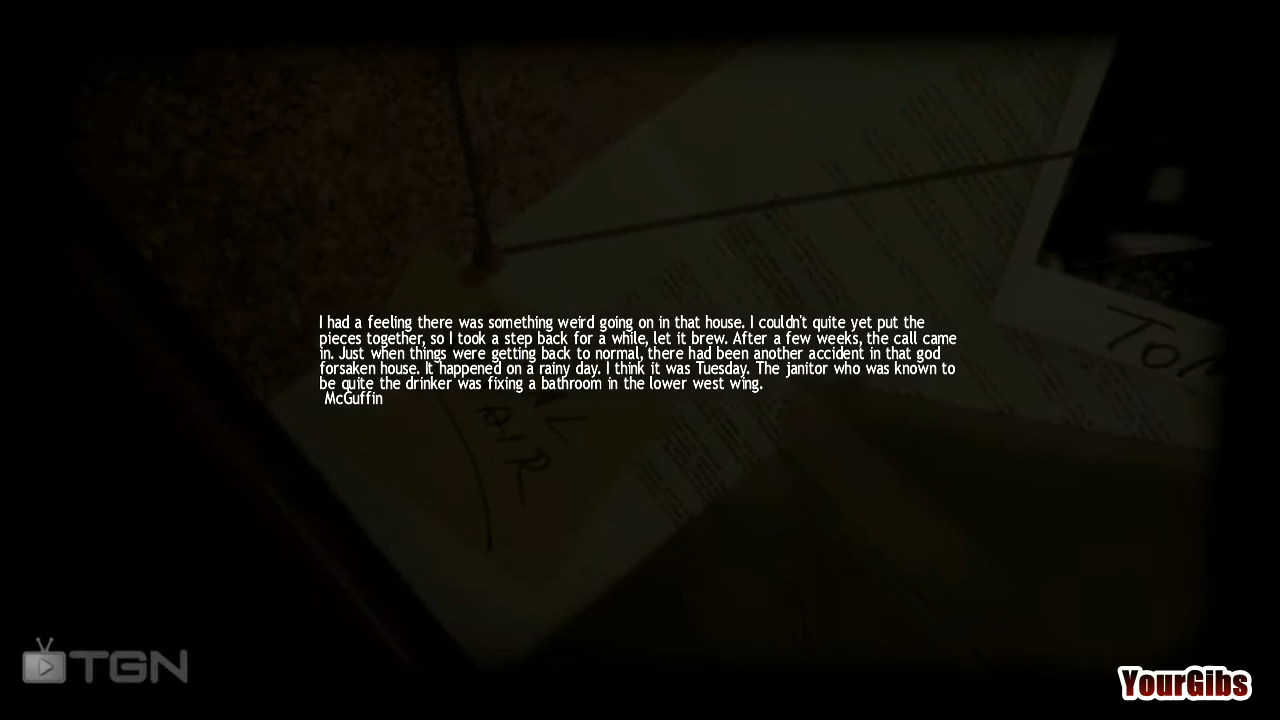 I had a feeling there was something weird going on in that house. I couldn't quite yet put the
pieces together, so I took a step back for a while, let it brew. After a few weeks, the call came
in. Just when things were getting back to normal, there had been another accident in that god
forsaken house. It happened on a rainy day. I think it was Tuesday. The janitor who was known to
be quite the drinker was fixing a bathroom in the lower west wing.
McGuffin
TGN
YourGibs